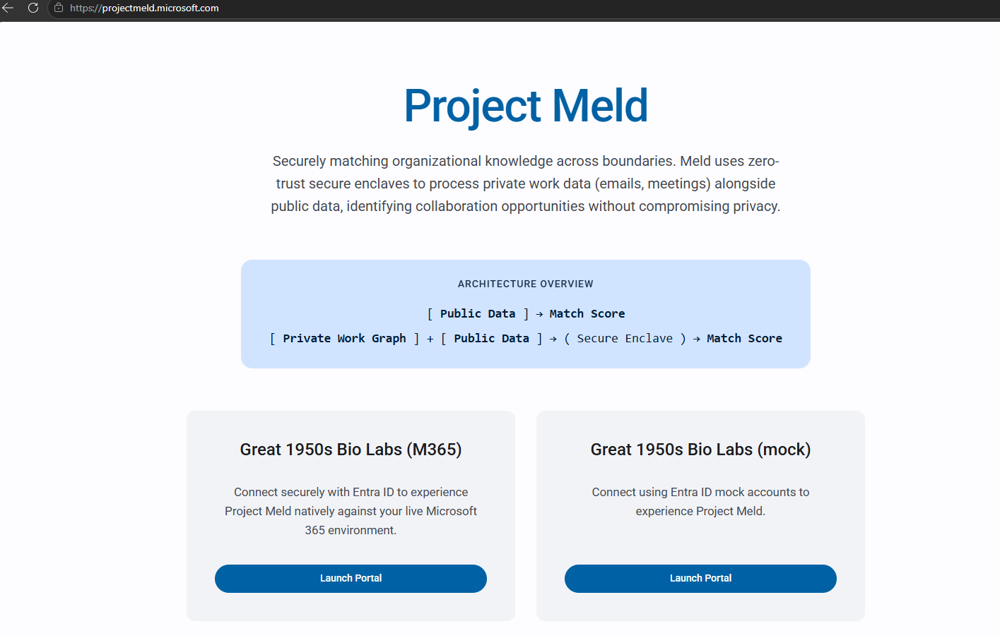 https://projectmeld.microsoft.com
Project Meld
Securely matching organizational knowledge across boundaries. Meld uses zero-
trust secure enclaves to process private work data (emails, meetings) alongside
public data, identifying collaboration opportunities without compromising privacy.
ARCHITECTURE OVERVIEW
[ Public Data ] → Match Score
[ Private Work Graph ] + [ Public Data ] → ( Secure Enclave ) → Match Score
Great 1950s Bio Labs (M365)
Connect securely with Entra ID to experience
Project Meld natively against your live Microsoft
365 environment.
Launch Portal
Great 1950s Bio Labs (mock)
Connect using Entra ID mock accounts to
experience Project Meld.
Launch Portal